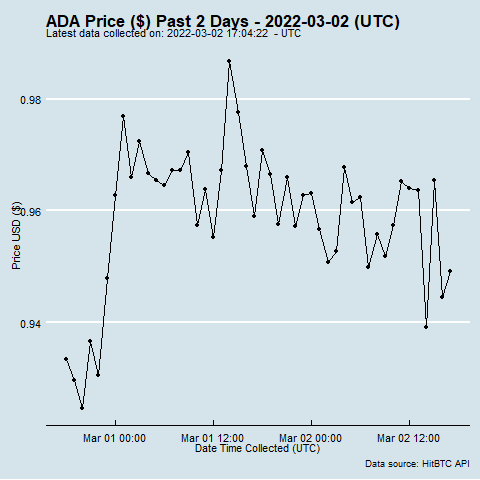 ADA Price ($) Past 2 Days - 2022-03-02 (UTC)
Latest data collected on: 2022-03-02 17:04:22 - UTC
0.98
0.96
0.94
Price USD ($)
Mar 01 00:00 Mar 01 12:00 Mar 02 00:00 Mar 02 12:00
Date Time Collected (UTC)
Data source: HitBTC API